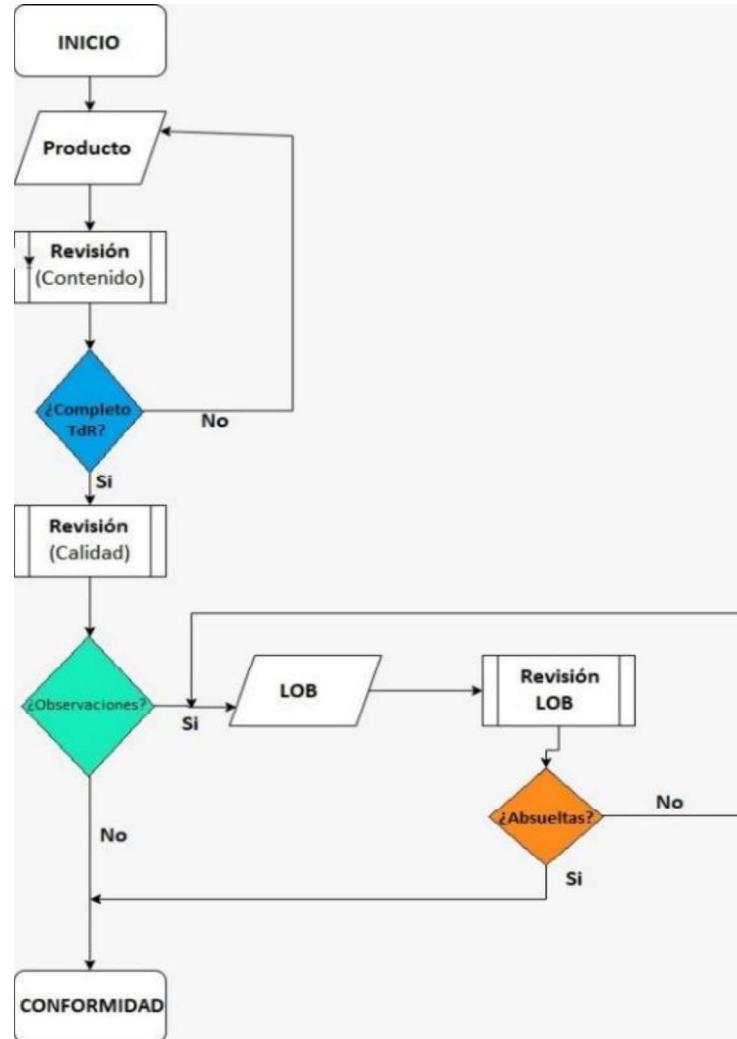 INICIO
Producto
Revisión
(Contenido)
¿Completo
TdR?
No
Si
Revisión
(Calidad)
¿Observaciones?
Si
LOB
Revisión
LOB
¿Absueltas?
No
No
Si
CONFORMIDAD